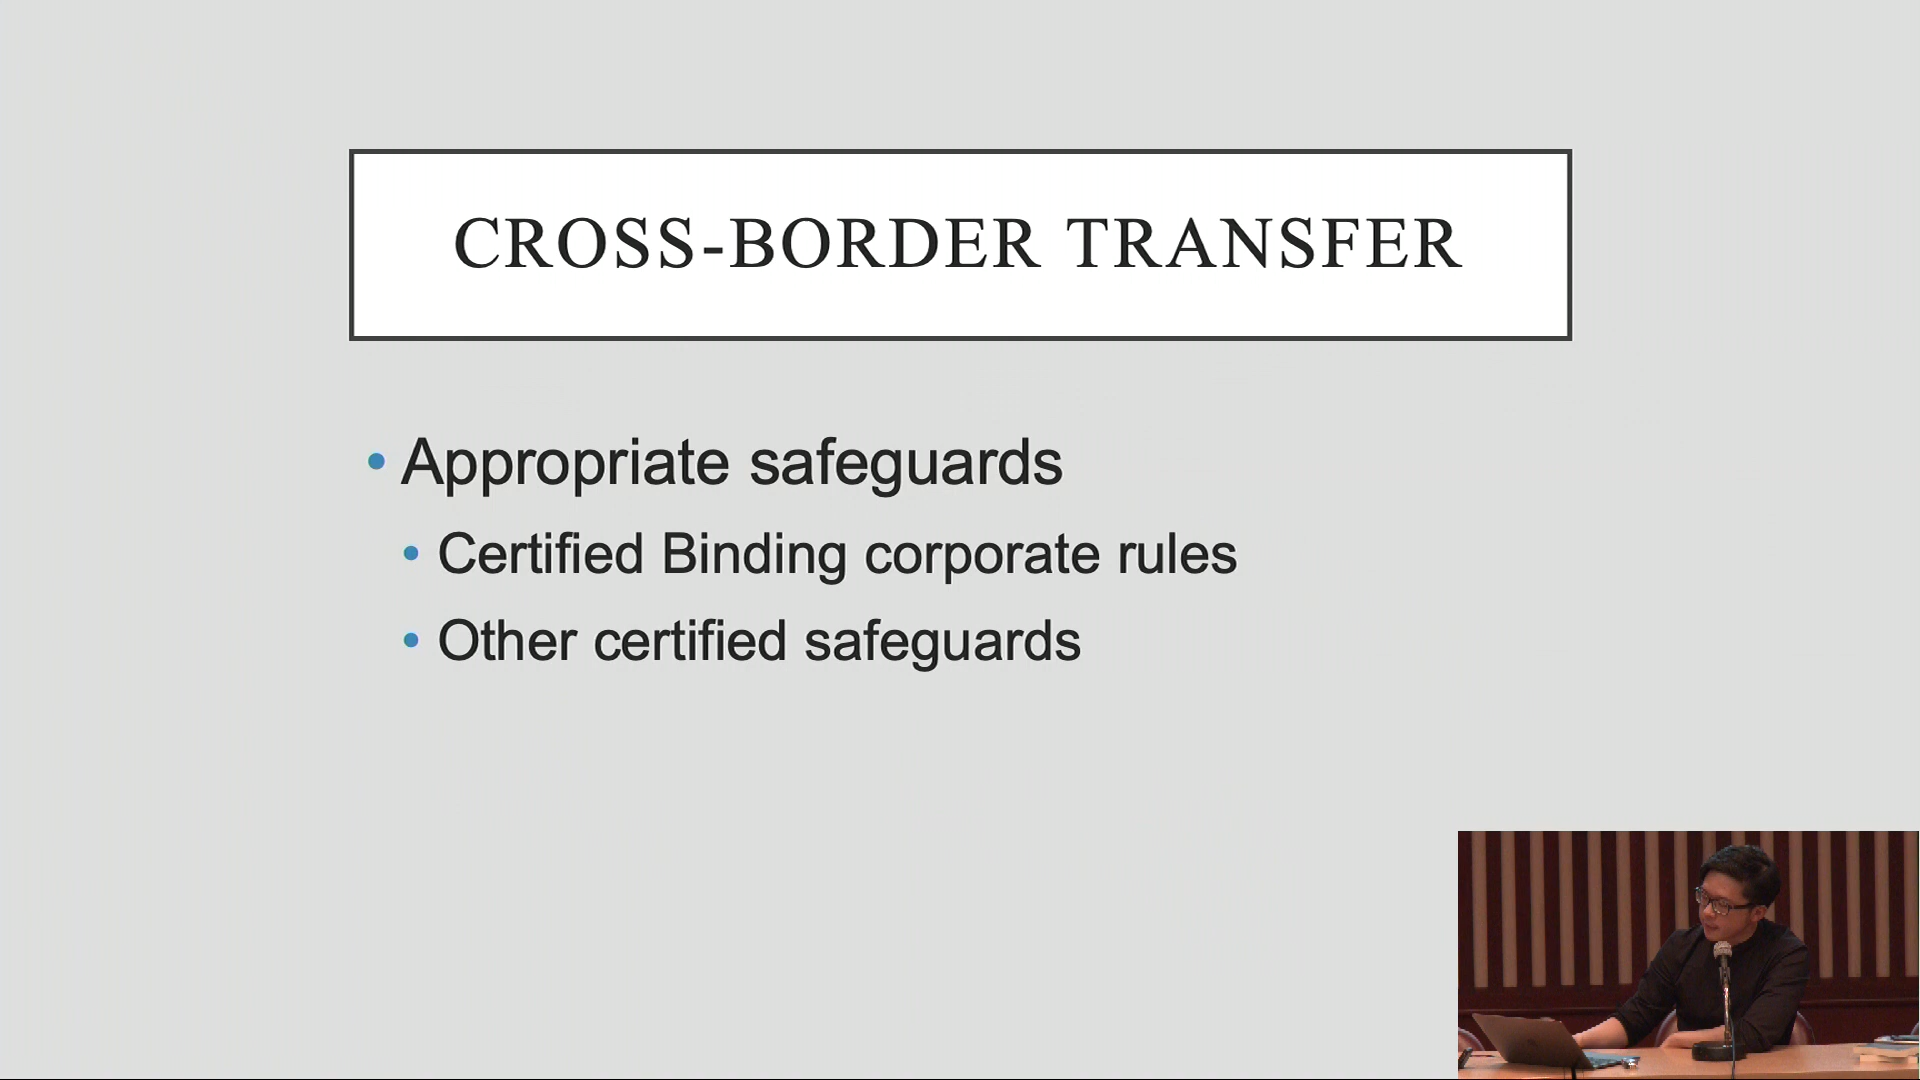 CROSS-BORDER TRANSFER
• Appropriate safeguards
• Certified Binding corporate rules
• Other certified safeguards